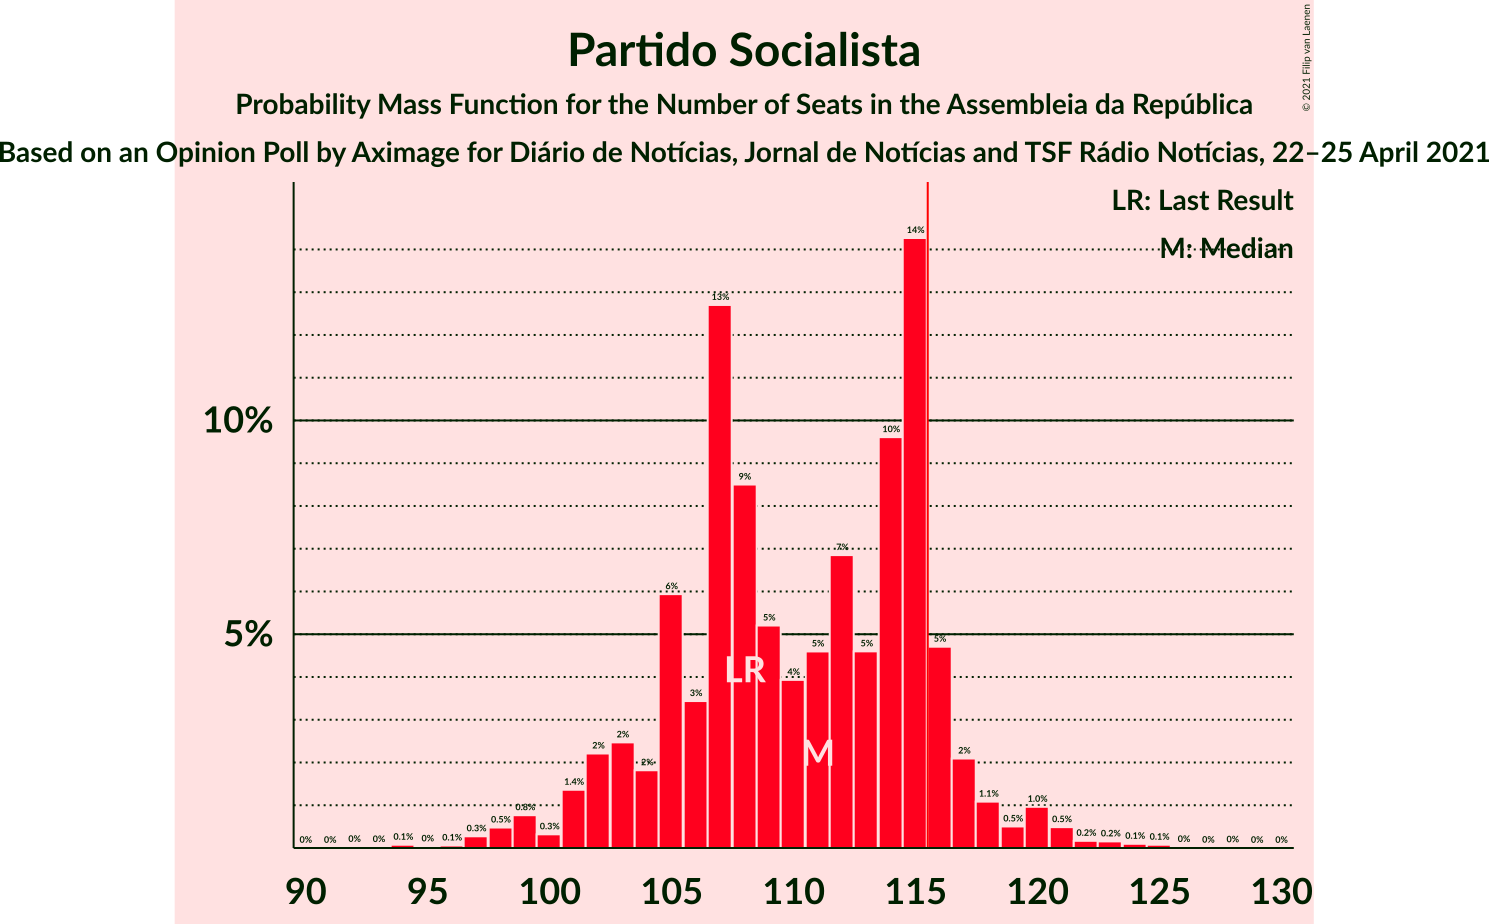 Partido Socialista
Probability Mass Function for the Number of Seats in the Assembleia da República
Based on an Opinion Poll by Aximage for Diário de Notícias, Jornal de Notícias and TSF Rádio Notícias, 22–25 April 2021
© 2021 Filip van Laenen
LR: Last Result
M: Median
10%
5%
0% 0% 0% 0% 0.1% 0% 0.1% 0.3% 0.5% 0.8% 0.3% 1.4% 2% 2% 2% 6% 3% 13% 9% 5% 4% 5% 7% 5% 10% 14% 5% 2% 1.1% 0.5% 1.0% 0.5% 0.2% 0.2% 0.1% 0.1% 0% 0% 0% 0% 0%
LR
M
90 95 100 105 110 115 120 125 130